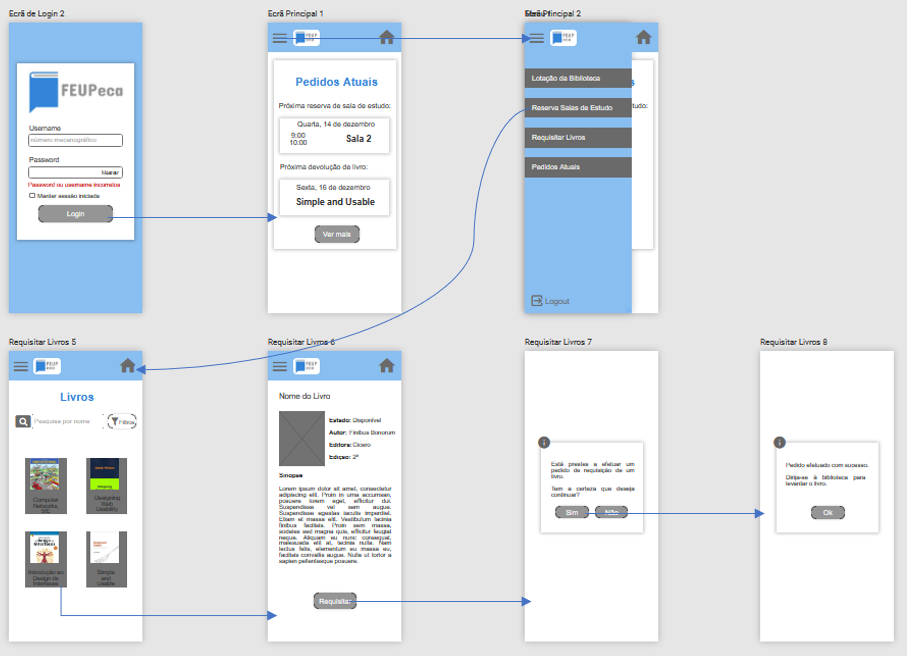 Ecrã de Login 2
FEUPeca
Username
número mecanográfico
Password
Password ou username incorretos
Manter sessão iniciada
Login
Ecrã Principal 1
Pedidos Atuais
Próxima reserva de sala de estudo:
Quarta, 14 de dezembro
9:00
10:00
Sala 2
Próxima devolução de livro:
Sexta, 16 de dezembro
Simple and Usable
Ver mais
Principal 2
Lotação da Biblioteca
Reserva Salas de Estudo
Requisitar Livros
Pedidos Atuais
Logout
Requisitar Livros 5
Livros
Pesquisa por nome
Filtros
Computer
Networks
Designing
Web
Usability
Introdução ao
Design de
Interfaces
Simple
and
Usable
Requisitar Livros 6
Nome do Livro
Estado: Disponível
Autor: Finibus Bonorum
Editora: Cicero
Edição: 2ª
Sinopse
Lorem ipsum dolor sit amet, consectetur
adipiscing elit. Proin in urna accumsan,
posuere lorem eget, efficitur dui.
Suspendisse vel sem augue.
Suspendisse egestas iaculis imperdiet.
Etiam et massa elit. Vestibulum lacinia
finibus facilisis. Proin sem massa,
sodales sed magna quis, efficitur feugiat
neque. Aliquam eu nunc consequat,
malesuada elit at, lacinia nulla. Nam
lectus felis, elementum eu massa eu,
facilisis convallis augue. Nulla ut tortor a
sapien pellentesque posuere.
Requisitar
Requisitar Livros 7
Está prestes a efetuar um
pedido de requisição de um
livro.
Tem a certeza que deseja
continuar?
Sim
Não
Requisitar Livros 8
Pedido efetuado com sucesso.
Dirija-se à biblioteca para
levantar o livro.
Ok